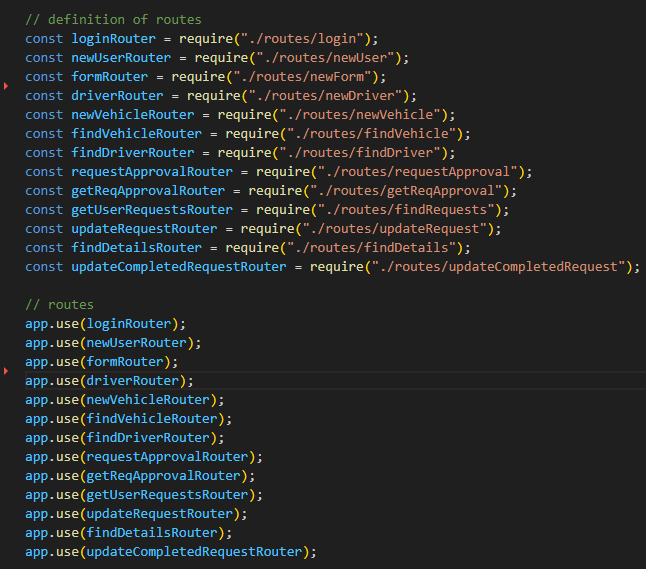 // definition of routes
const loginRouter = require("./routes/login");
const newUserRouter = require("./routes/newUser");
const formRouter = require("./routes/newForm");
const driverRouter = require("./routes/newDriver");
const newVehicleRouter = require("./routes/newVehicle");
const findVehicleRouter = require("./routes/findVehicle");
const findDriverRouter = require("./routes/findDriver");
const requestApprovalRouter = require("./routes/requestApproval");
const getReqApprovalRouter = require("./routes/getReqApproval");
const getUserRequestsRouter = require("./routes/findRequests");
const updateRequestRouter = require("./routes/updateRequest");
const findDetailsRouter = require("./routes/findDetails");
const updateCompletedRequestRouter = require("./routes/updateCompletedRequest");

// routes
app.use(loginRouter);
app.use(newUserRouter);
app.use(formRouter);
app.use(driverRouter);
app.use(newVehicleRouter);
app.use(findVehicleRouter);
app.use(findDriverRouter);
app.use(requestApprovalRouter);
app.use(getReqApprovalRouter);
app.use(getUserRequestsRouter);
app.use(updateRequestRouter);
app.use(findDetailsRouter);
app.use(updateCompletedRequestRouter);